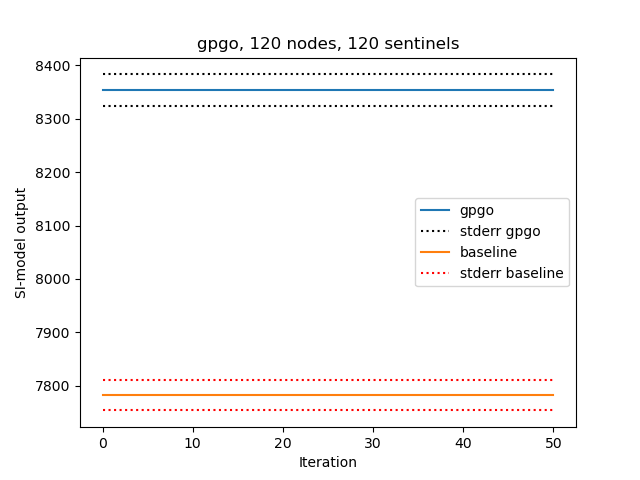 gpgo, 120 nodes, 120 sentinels
8400
8300
8200
8100
8000
7900
7800
SI-model output
gpgo
stderr gpgo
baseline
stderr baseline
0 10 20 30 40 50
Iteration